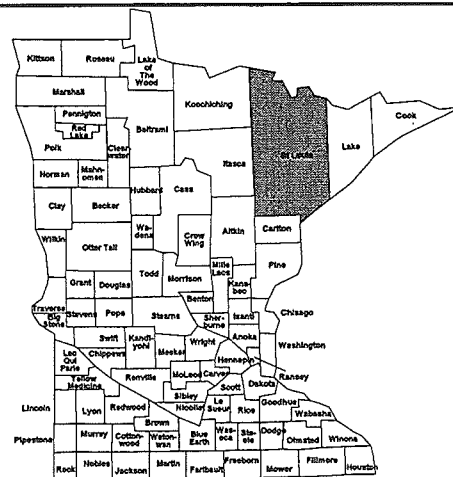 Kittson
Roseau
Lake
of
The
Wood
Marshall
Koochiching
Cook
Pennington
Beltrami
Red
Lake
St Louis
Lake
Polk
Clear-
water
Itasca
Norman
Mahn-
omen
Hubbard
Cass
Clay
Becker
Wilkin
Otter Tail
Wa-
dena
Crow
Wing
Aitkin
Carlton
Pine
Grant
Douglas
Todd
Morrison
Mille
Lacs
Kana-
bec
Traverse
Big
Stone
Stevens
Pope
Stearns
Benton
Sher-
burne
Isanti
Chisago
Swift
Kandi-
yohi
Meeker
Wright
Anoka
Washington
Lac
Qui
Parle
Chippewa
Hennepin
Ramsey
Yellow
Medicine
Renville
McLeod
Carver
Scott
Dakota
Lincoln
Lyon
Redwood
Sibley
Nicollet
Le
Sueur
Rice
Goodhue
Wabasha
Pipestone
Murray
Cotton-
wood
Brown
Waton-
wan
Blue
Earth
Was-
eca
Ste-
ele
Dodge
Olmsted
Winona
Rock
Nobles
Jackson
Martin
Faribault
Freeborn
Mower
Fillmore
Houston